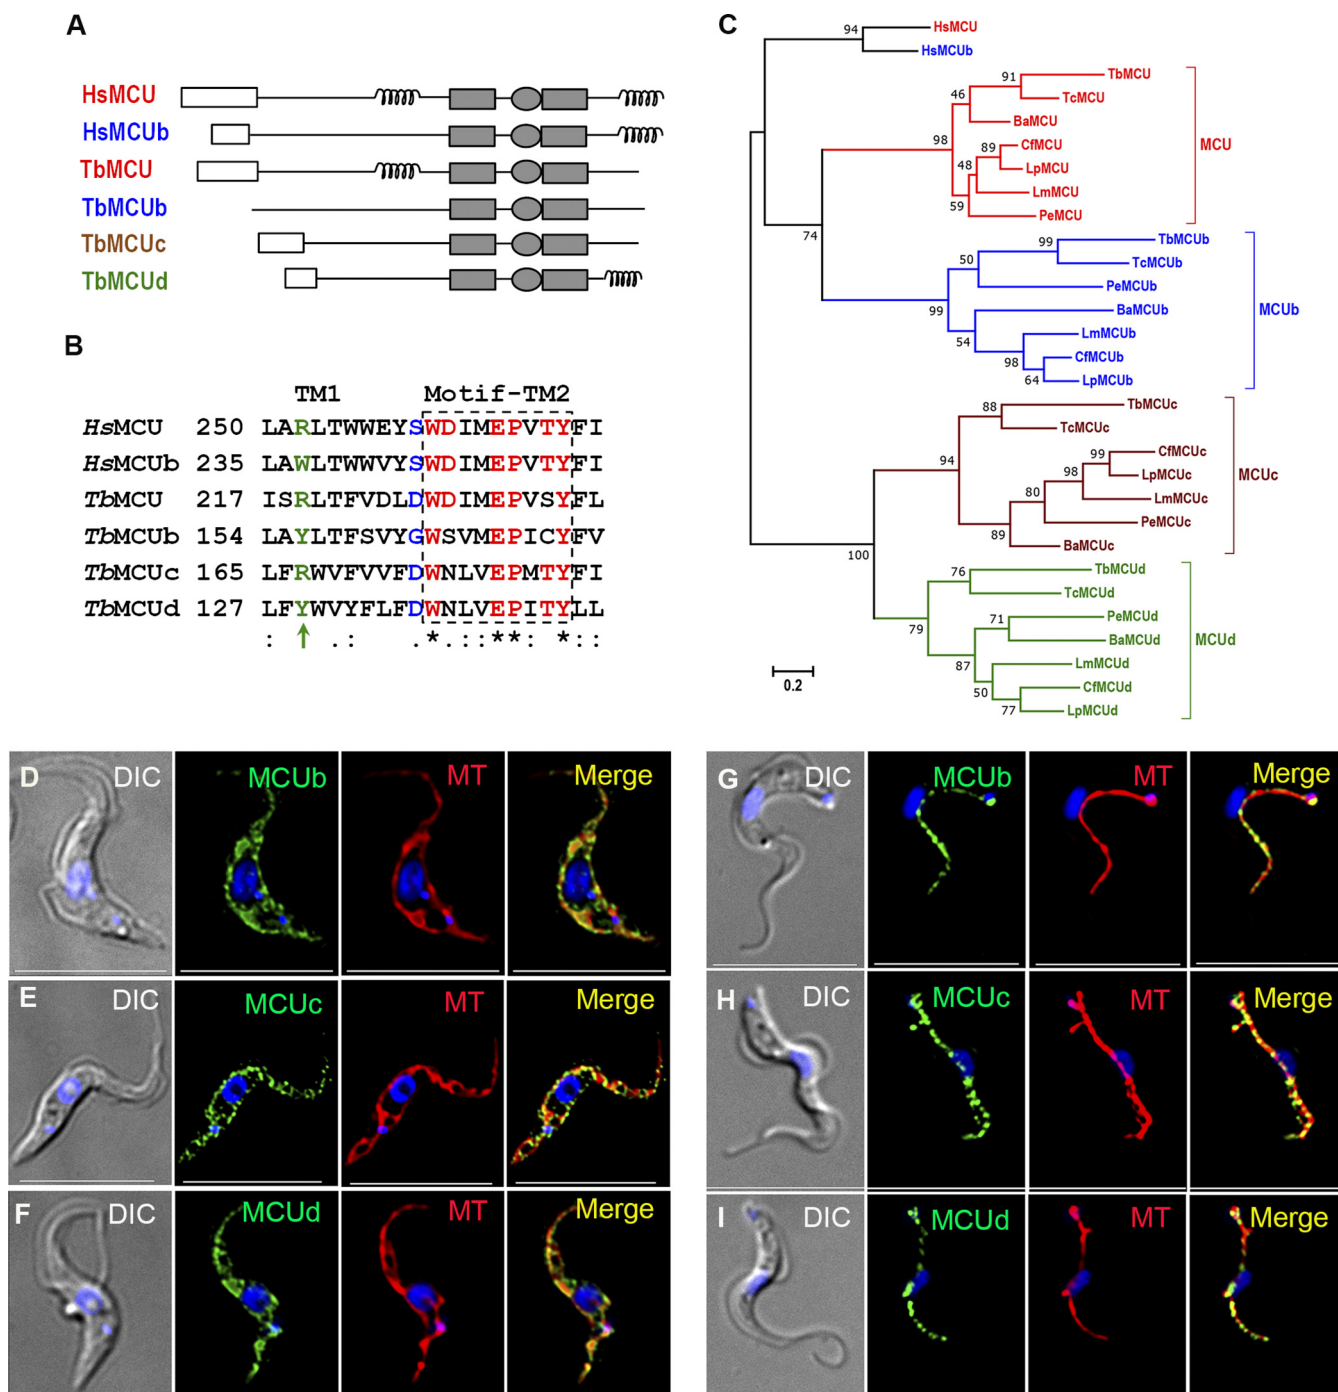 A
HsMCU
HsMCUb
TbMCU
TbMCUb
TbMCUc
TbMCUd
B
TM1 Motif-TM2
HsMCU 250 LARLTWWEYSWDIMEPVTYFI
HsMCUb 235 LAWLTWWVYSWDIMEPVTYFI
TbMCU 217 ISRLTFVDLDWDIMEPVSYFL
TbMCUb 154 LAYLTFSVYGWSVMEPICYFV
TbMCUc 165 LFRWVFVVFDWNLVEPMTYFI
TbMCUd 127 LFYWVYFLFDWNLVEPITYLL
: .: .*.::**: *::
C
94
HsMCU
HsMCUb
91
TbMCU
46
TcMCU
BaMCU
98
89
CfMCU
48
LpMCU
LmMCU
59
PeMCU
MCU
74
99
TbMCUb
50
TcMCUb
PeMCUb
99
BaMCUb
54
LmMCUb
98
CfMCUb
64
LpMCUb
MCUb
88
TbMCUc
TcMCUc
94
99
CfMCUc
98
LpMCUc
80
LmMCUc
PeMCUc
89
BaMCUc
MCUc
100
76
TbMCUd
TcMCUd
79
71
PeMCUd
BaMCUd
87
LmMCUd
50
CfMCUd
77
LpMCUd
MCUd
0.2
D DIC MCUb MT Merge
E DIC MCUc MT Merge
F DIC MCUd MT Merge
G DIC MCUb MT Merge
H DIC MCUc MT Merge
I DIC MCUd MT Merge